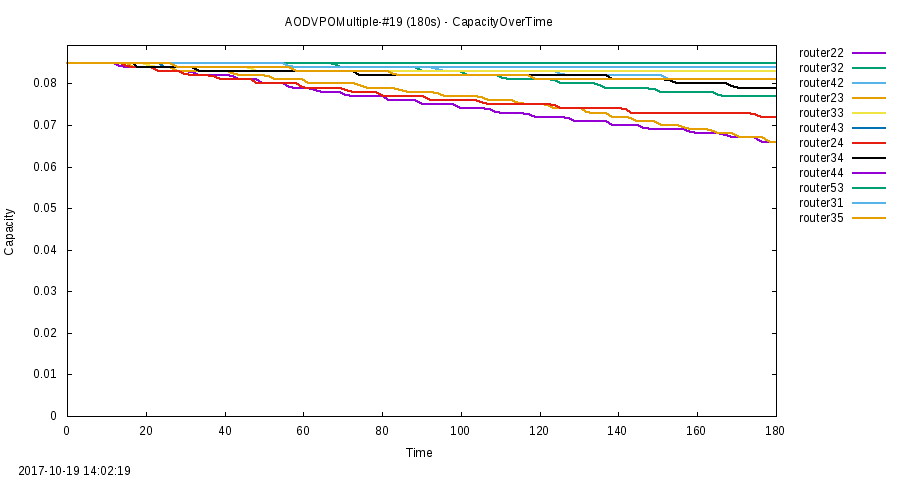 AODVPOMultiple-#19 (180s) - CapacityOverTime
router22
router32
router42
router23
router33
router43
router24
router34
router44
router53
router31
router35
0.08
0.07
0.06
0.05
0.04
0.03
0.02
0.01
0
Capacity
0 20 40 60 80 100 120 140 160 180
Time
2017-10-19 14:02:19